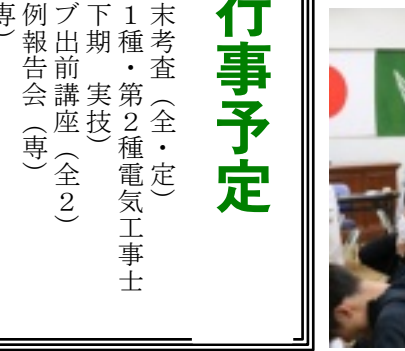 行事予定
末考査（全・定）
１種・第２種電気工事士
下期　実技）
ブ出前講座（全２）
例報告会（専）
専）